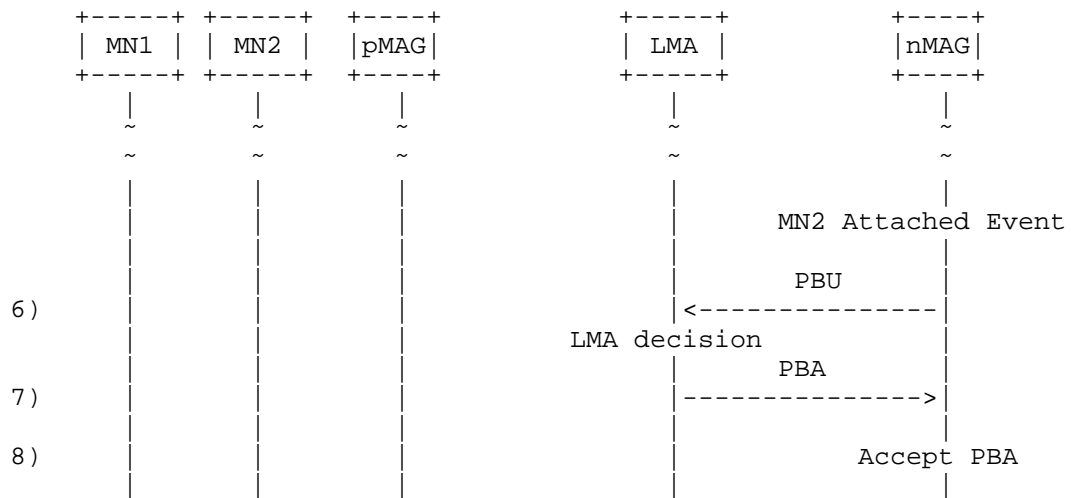 MN1 MN2 pMAG LMA nMAG
MN2 Attached Event
PBU
6)
LMA decision
PBA
7)
8) Accept PBA